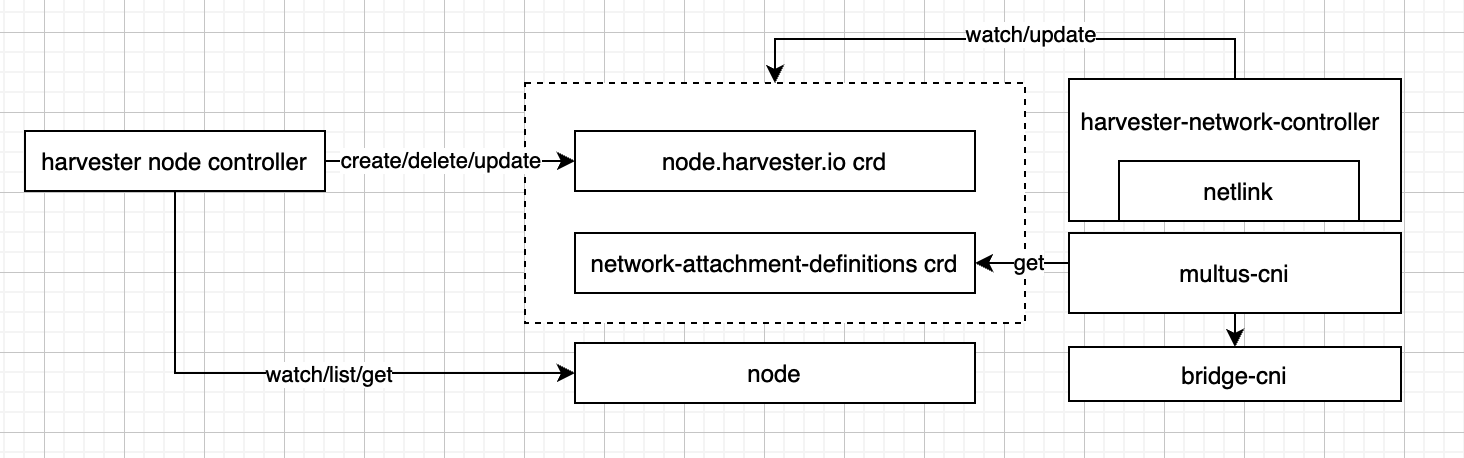 watch/update
harvester-network-controller
harvester node controller
create/delete/update
node.harvester.io crd
netlink
network-attachment-definitions crd
get
multus-cni
watch/list/get
node
bridge-cni